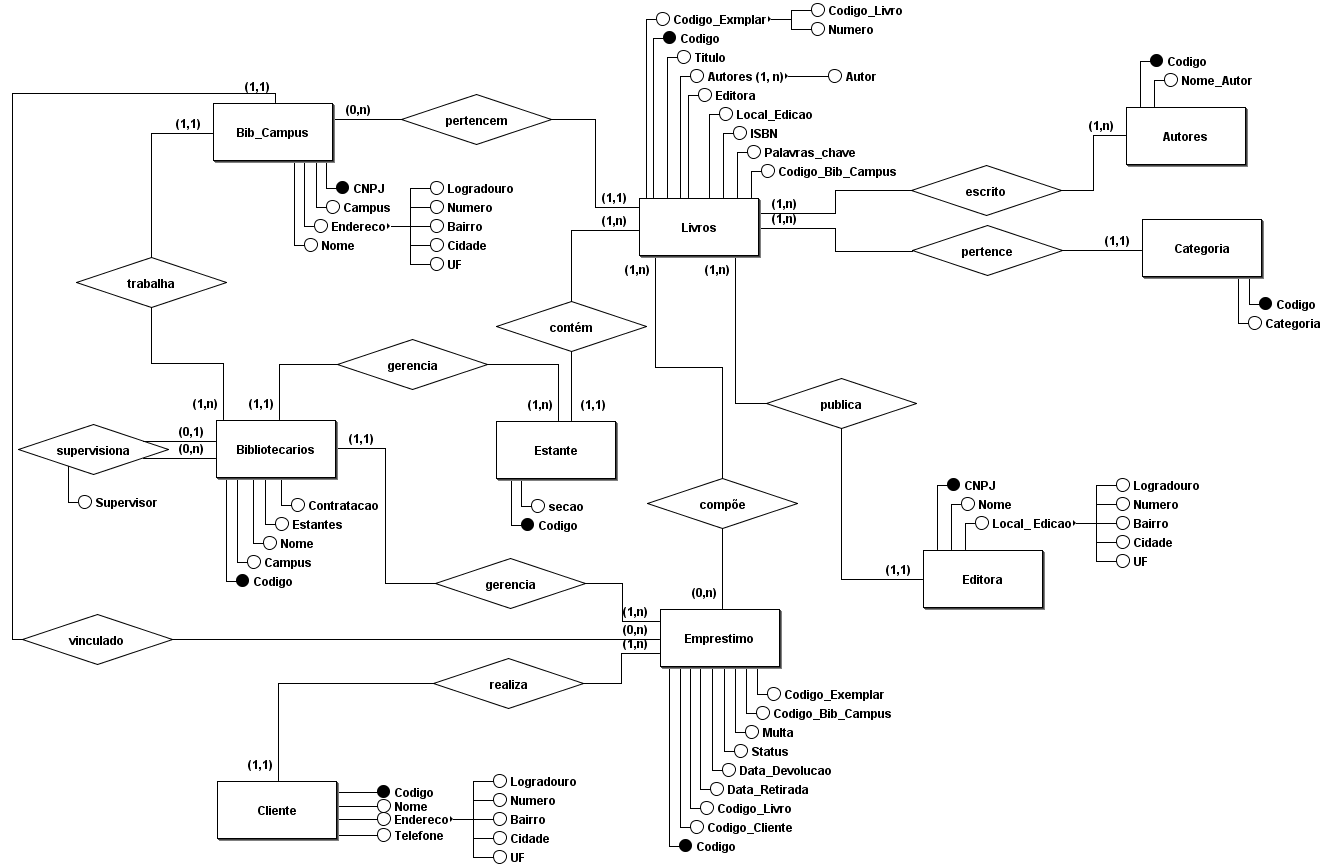 Codigo_Exmplar
Codigo_Livro
Numero
Codigo
Titulo
Autores (1, n)
Autor
Editora
Local_Edicao
ISBN
Palavras_chave
Codigo_Bib_Campus
Codigo
Nome_Autor
Autores
(1,n)
(1,1)
Bib_Campus
(0,n)
(1,1)
pertencem
CNPJ
Campus
Endereco
Nome
Logradouro
Numero
Bairro
Cidade
UF
(1,1)
(1,n)
Livros
(1,n)
(1,n)
(1,n)
(1,n)
escrito
pertence
(1,1)
Categoria
Codigo
Categoria
trabalha
contém
gerencia
(1,n)
(1,1)
(1,n)
(1,1)
publica
supervisiona
(0,1)
(0,n)
Bibliotecarios
(1,1)
Estante
Supervisor
Contratacao
Estantes
Nome
Campus
Codigo
secao
Codigo
compõe
CNPJ
Nome
Local_ Edicao
Logradouro
Numero
Bairro
Cidade
UF
(1,1)
Editora
gerencia
(0,n)
(1,n)
(0,n)
(1,n)
Emprestimo
vinculado
realiza
Codigo_Exemplar
Codigo_Bib_Campus
Multa
Status
Data_Devolucao
Data_Retirada
Codigo_Livro
Codigo_Cliente
Codigo
(1,1)
Cliente
Codigo
Nome
Endereco
Telefone
Logradouro
Numero
Bairro
Cidade
UF